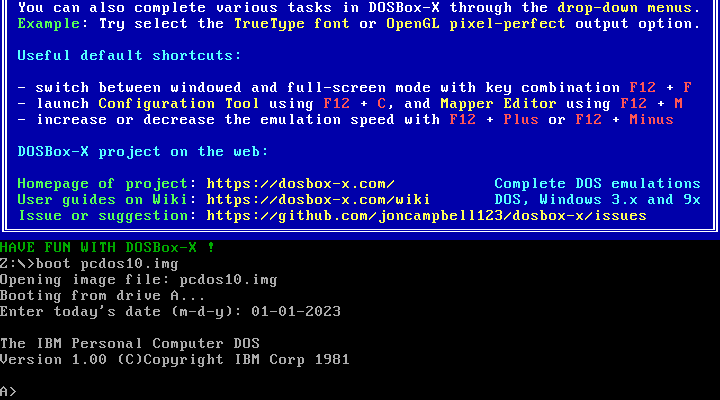 You can also complete various tasks in DOSBox-X through the drop-down menus.
Example: Try select the TrueType font or OpenGL pixel-perfect output option.
Useful default shortcuts:
- switch between windowed and full-screen mode with key combination F12 + F
- launch Configuration Tool using F12 + C, and Mapper Editor using F12 + M
- increase or decrease the emulation speed with F12 + Plus or F12 + Minus
DOSBox-X project on the web:
Homepage of project: https://dosbox-x.com/ Complete DOS emulations
User guides on Wiki: https://dosbox-x.com/wiki DOS, Windows 3.x and 9x
Issue or suggestion: https://github.com/joncampbell123/dosbox-x/issues
HAVE FUN WITH DOSBox-X !
Z:\>boot pcdos10.img
Opening image file: pcdos10.img
Booting from drive A...
Enter today's date (m-d-y): 01-01-2023
The IBM Personal Computer DOS
Version 1.00 (C)Copyright IBM Corp 1981
A>